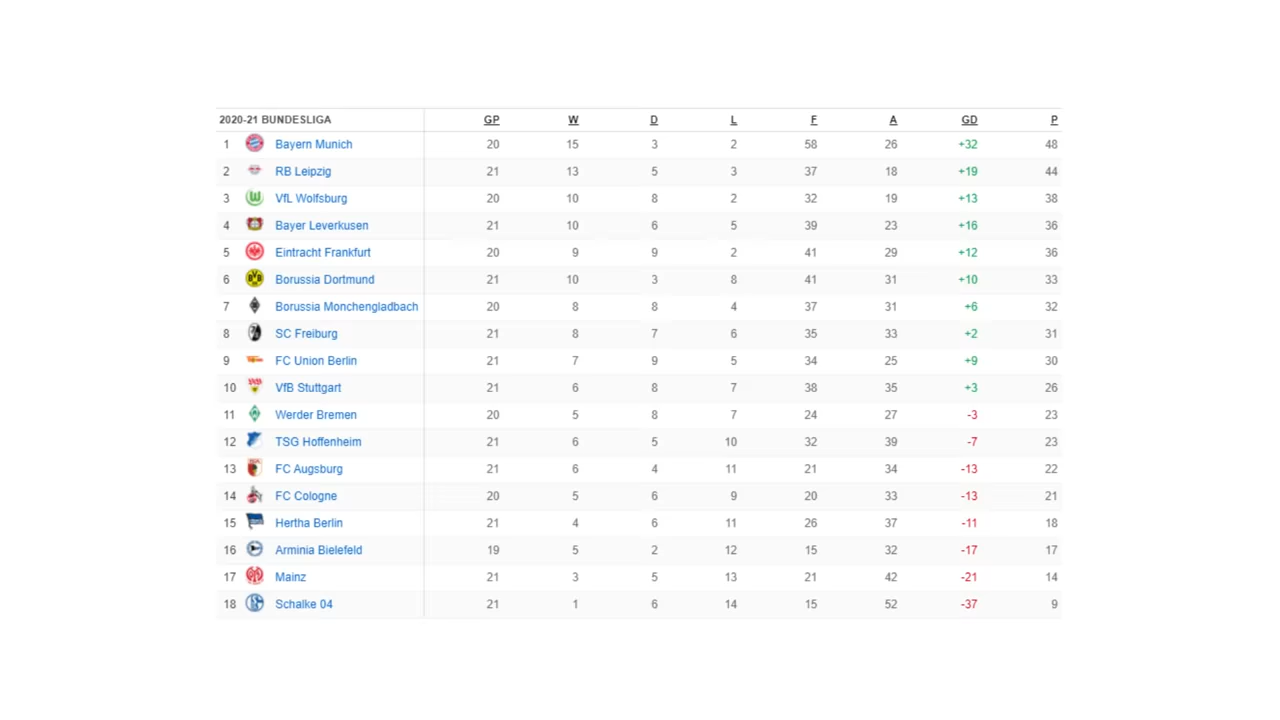 2020-21 BUNDESLIGA GP W D L F A GD P
1 Bayern Munich 20 15 3 2 58 26 +32 48
2 RB Leipzig 21 13 5 3 37 18 +19 44
3 VfL Wolfsburg 20 10 8 2 32 19 +13 38
4 Bayer Leverkusen 21 10 6 5 39 23 +16 36
5 Eintracht Frankfurt 20 9 9 2 41 29 +12 36
6 Borussia Dortmund 21 10 3 8 41 31 +10 33
7 Borussia Monchengladbach 20 8 8 4 37 31 +6 32
8 SC Freiburg 21 8 7 6 35 33 +2 31
9 FC Union Berlin 21 7 9 5 34 25 +9 30
10 VfB Stuttgart 21 6 8 7 38 35 +3 26
11 Werder Bremen 20 5 8 7 24 27 -3 23
12 TSG Hoffenheim 21 6 5 10 32 39 -7 23
13 FC Augsburg 21 6 4 11 21 34 -13 22
14 FC Cologne 20 5 6 9 20 33 -13 21
15 Hertha Berlin 21 4 6 11 26 37 -11 18
16 Arminia Bielefeld 19 5 2 12 15 32 -17 17
17 Mainz 21 3 5 13 21 42 -21 14
18 Schalke 04 21 1 6 14 15 52 -37 9